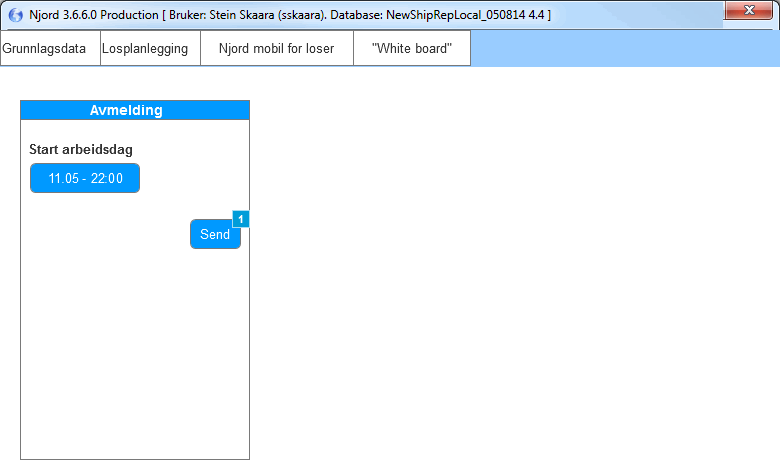 Njord 3.6.6.0 Production [ Bruker: Stein Skaara (sskaara). Database: NewShipRepLocal_050814 4.4 ]
Grunnlagsdata Losplanlegging Njord mobil for loser "White board"
Avmelding
Start arbeidsdag
11.05 - 22:00
1
Send